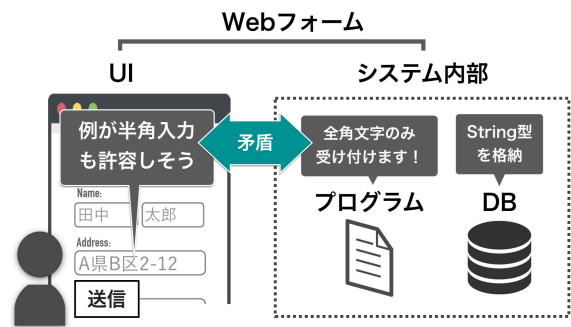 Webフォーム
UI
システム内部
例が半角入力
も許容しそう
矛盾
全角文字のみ
受け付けます！
String型
を格納
プログラム
DB
Name:
田中
太郎
Address:
A県B区2-12
送信